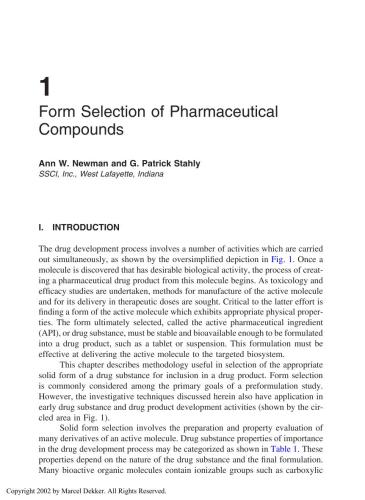 1
Form Selection of Pharmaceutical
Compounds
Ann W. Newman and G. Patrick Stahly
SSCI, Inc., West Lafayette, Indiana
I. INTRODUCTION
The drug development process involves a number of activities which are carried
out simultaneously, as shown by the oversimplified depiction in Fig. 1. Once a
molecule is discovered that has desirable biological activity, the process of creat-
ing a pharmaceutical drug product from this molecule begins. As toxicology and
efficacy studies are undertaken, methods for manufacture of the active molecule
and for its delivery in therapeutic doses are sought. Critical to the latter effort is
finding a form of the active molecule which exhibits appropriate physical proper-
ties. The form ultimately selected, called the active pharmaceutical ingredient
(API), or drug substance, must be stable and bioavailable enough to be formulated
into a drug product, such as a tablet or suspension. This formulation must be
effective at delivering the active molecule to the targeted biosystem.
This chapter describes methodology useful in selection of the appropriate
solid form of a drug substance for inclusion in a drug product. Form selection
is commonly considered among the primary goals of a preformulation study.
However, the investigative techniques discussed herein also have application in
early drug substance and drug product development activities (shown by the cir-
cled area in Fig. 1).
Solid form selection involves the preparation and property evaluation of
many derivatives of an active molecule. Drug substance properties of importance
in the drug development process may be categorized as shown in Table 1. These
properties depend on the nature of the drug substance and the final formulation.
Many bioactive organic molecules contain ionizable groups such as carboxylic
Copyright 2002 by Marcel Dekker. All Rights Reserved.